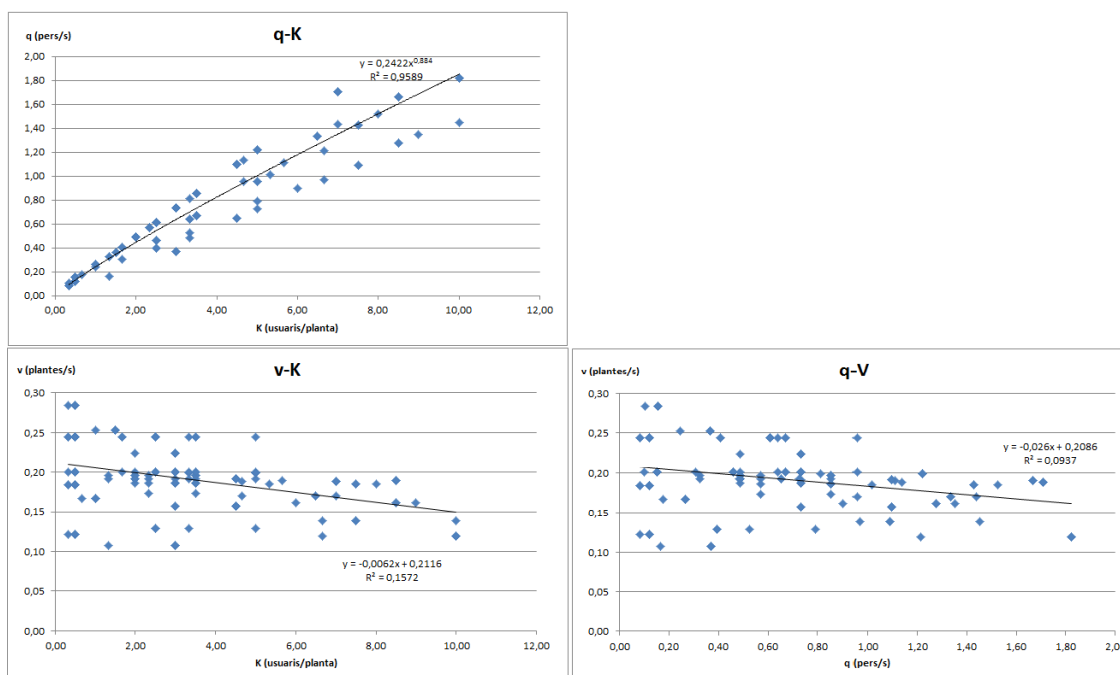 q-K
q (pers/s)
2,00
1,80
1,60
1,40
1,20
1,00
0,80
0,60
0,40
0,20
0,00
y = 0,2422x^0,884
R² = 0,9589
0,00 2,00 4,00 6,00 8,00 10,00 12,00
K (usuaris/planta)
v-K
v (plantes/s)
0,30
0,25
0,20
0,15
0,10
0,05
0,00
y = -0,0062x + 0,2116
R² = 0,1572
0,00 2,00 4,00 6,00 8,00 10,00 12,00
K (usuaris/planta)
q-V
v (plantes/s)
0,30
0,25
0,20
0,15
0,10
0,05
0,00
y = -0,026x + 0,2086
R² = 0,0937
0,00 0,20 0,40 0,60 0,80 1,00 1,20 1,40 1,60 1,80 2,0
q (pers/s)